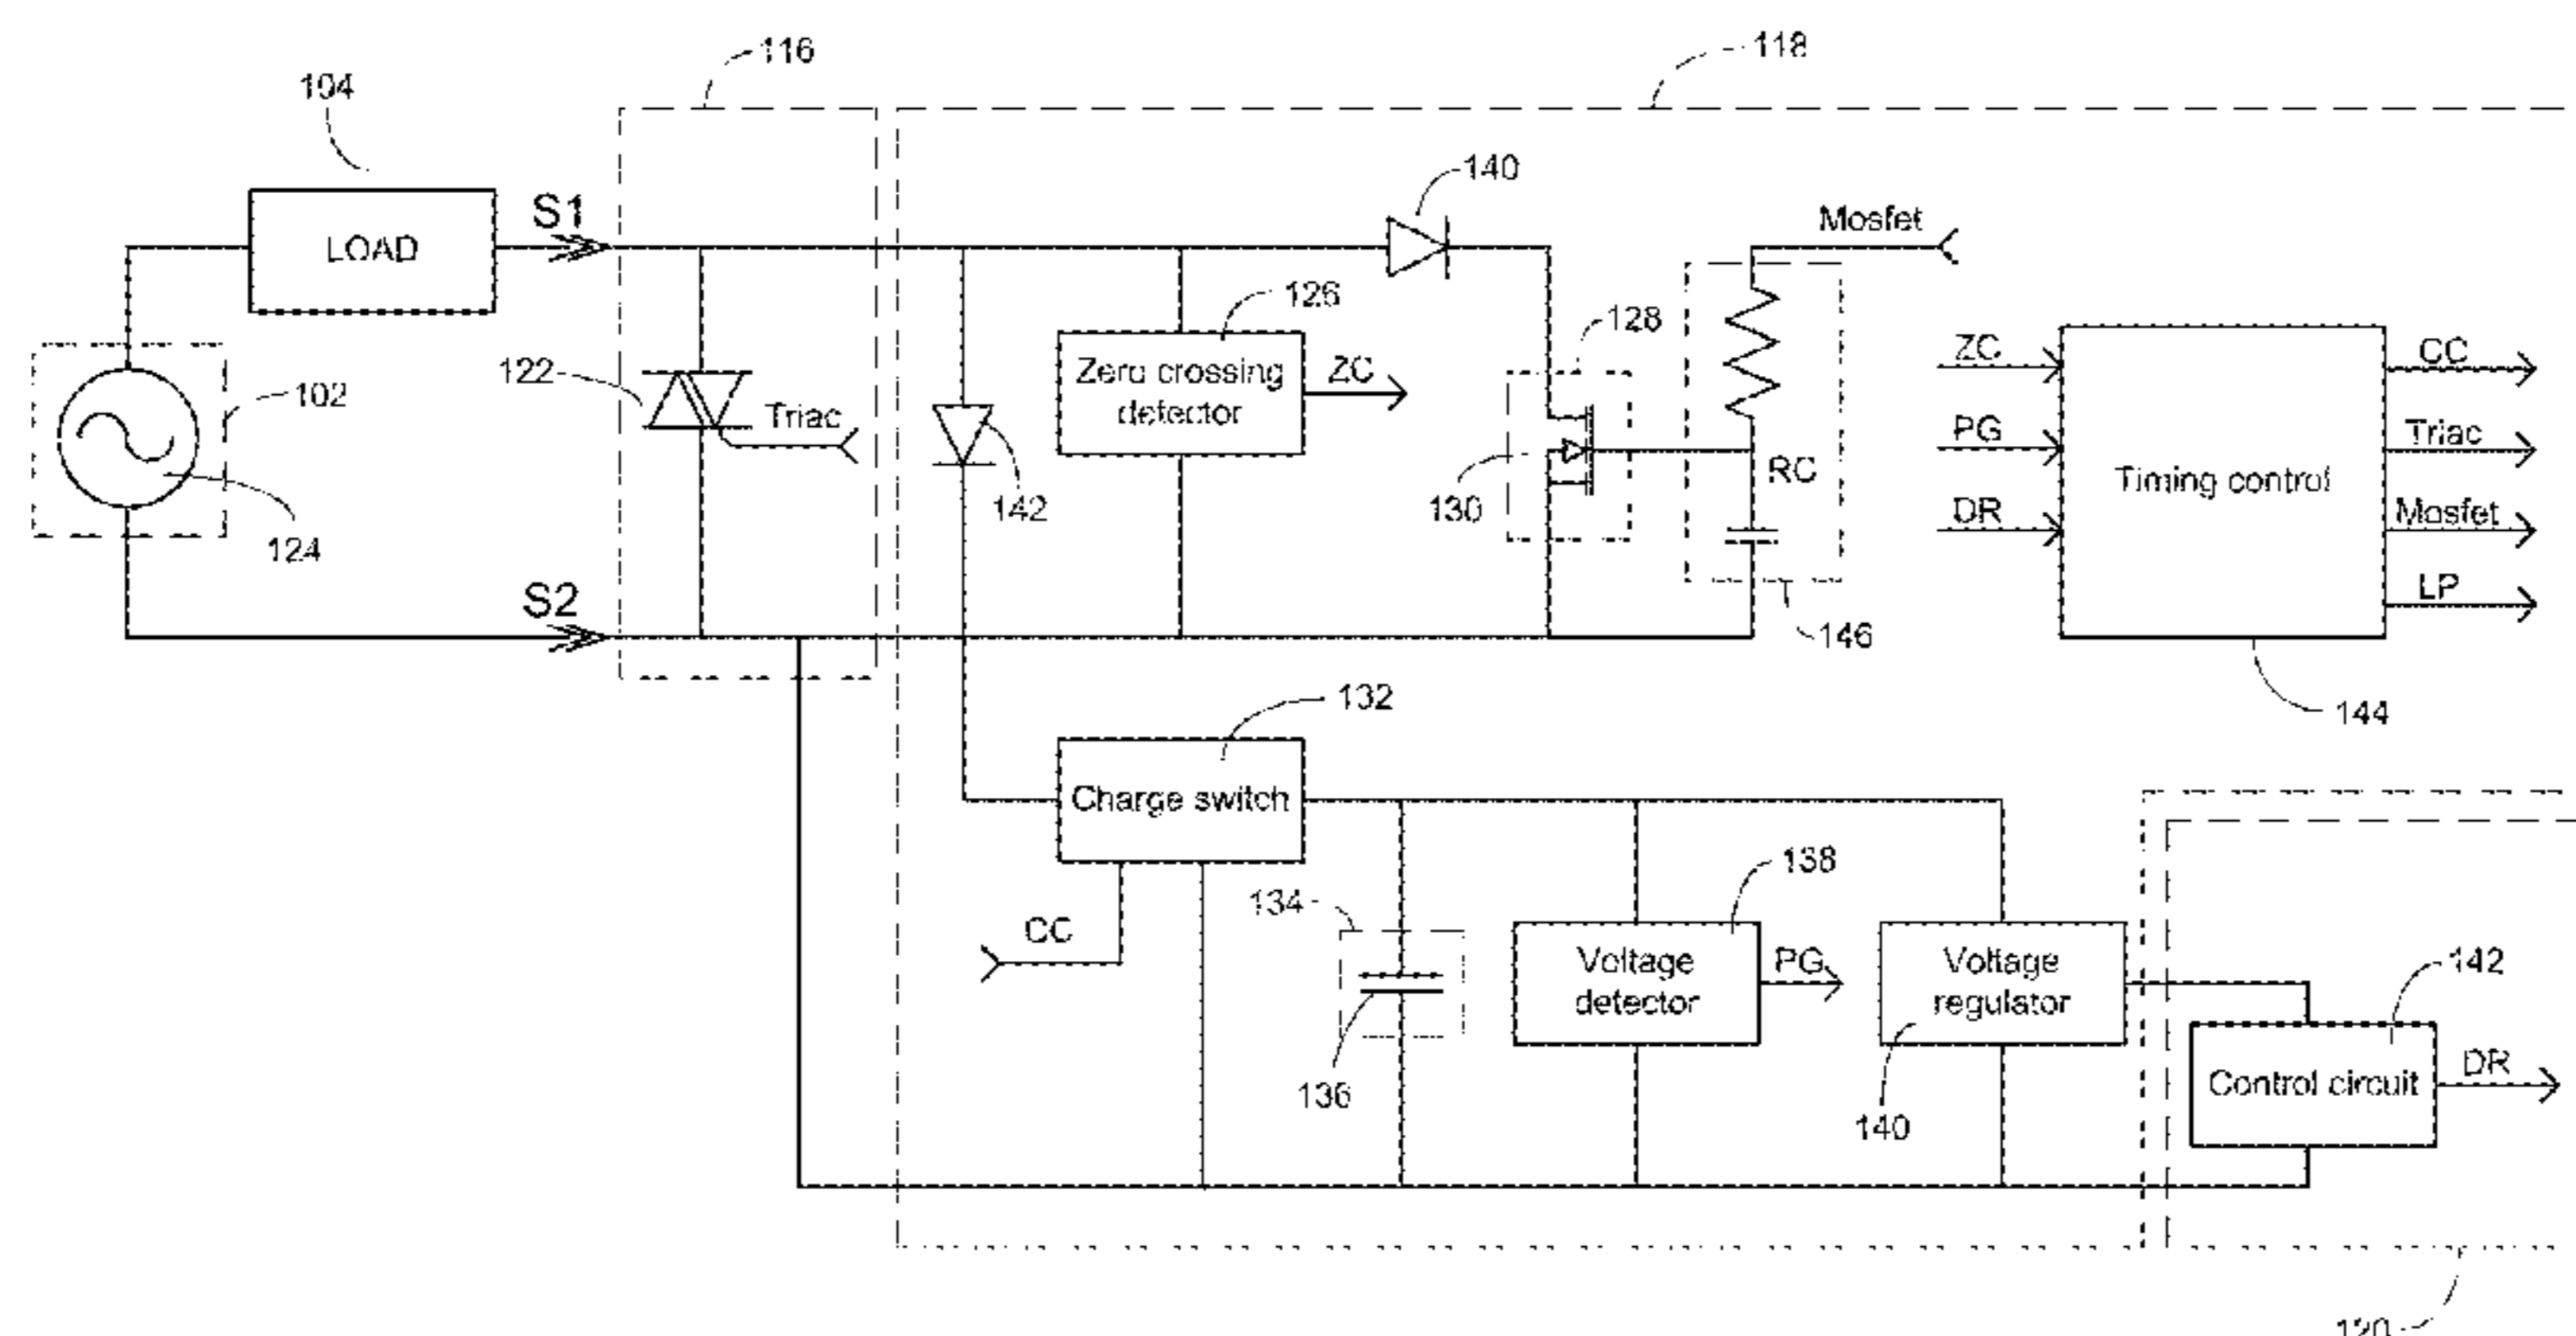 116
118
104
140
S1
Mosfet
LOAD
126
128
ZC
CC
122
Zero crossing
detector
ZC
102
Triac
PG
Triac
RC
Timing control
142
130
DR
Mosfet
124
LP
S2
146
132
144
Charge switch
138
134
CC
Voltage
detector
PG
Voltage
regulator
142
DR
136
Control circuit
140
120